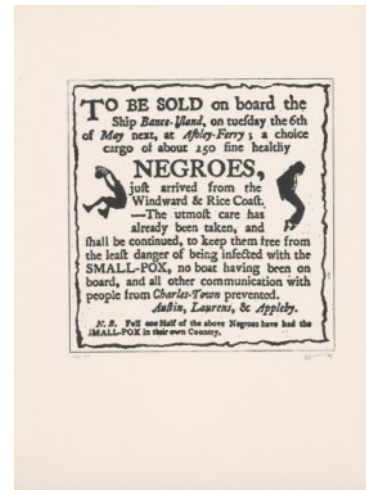 TO BE SOLD on board the
Ship Bance-Yland, on tueſday the 6th
of May next, at Aſhley-Ferry; a choice
cargo of about 250 fine healthy
NEGROES,
juſt arrived from the
Windward & Rice Coaſt.
—The utmoſt care has
already been taken, and
ſhall be continued, to keep them free from
the leaſt danger of being infected with the
SMALL-POX, no boat having been on
board, and all other communication with
people from Charles-Town prevented.
Auſtin, Laurens, & Appleby.
N. B. Full one Half of the above Negroes have had the
SMALL-POX in their own Country.